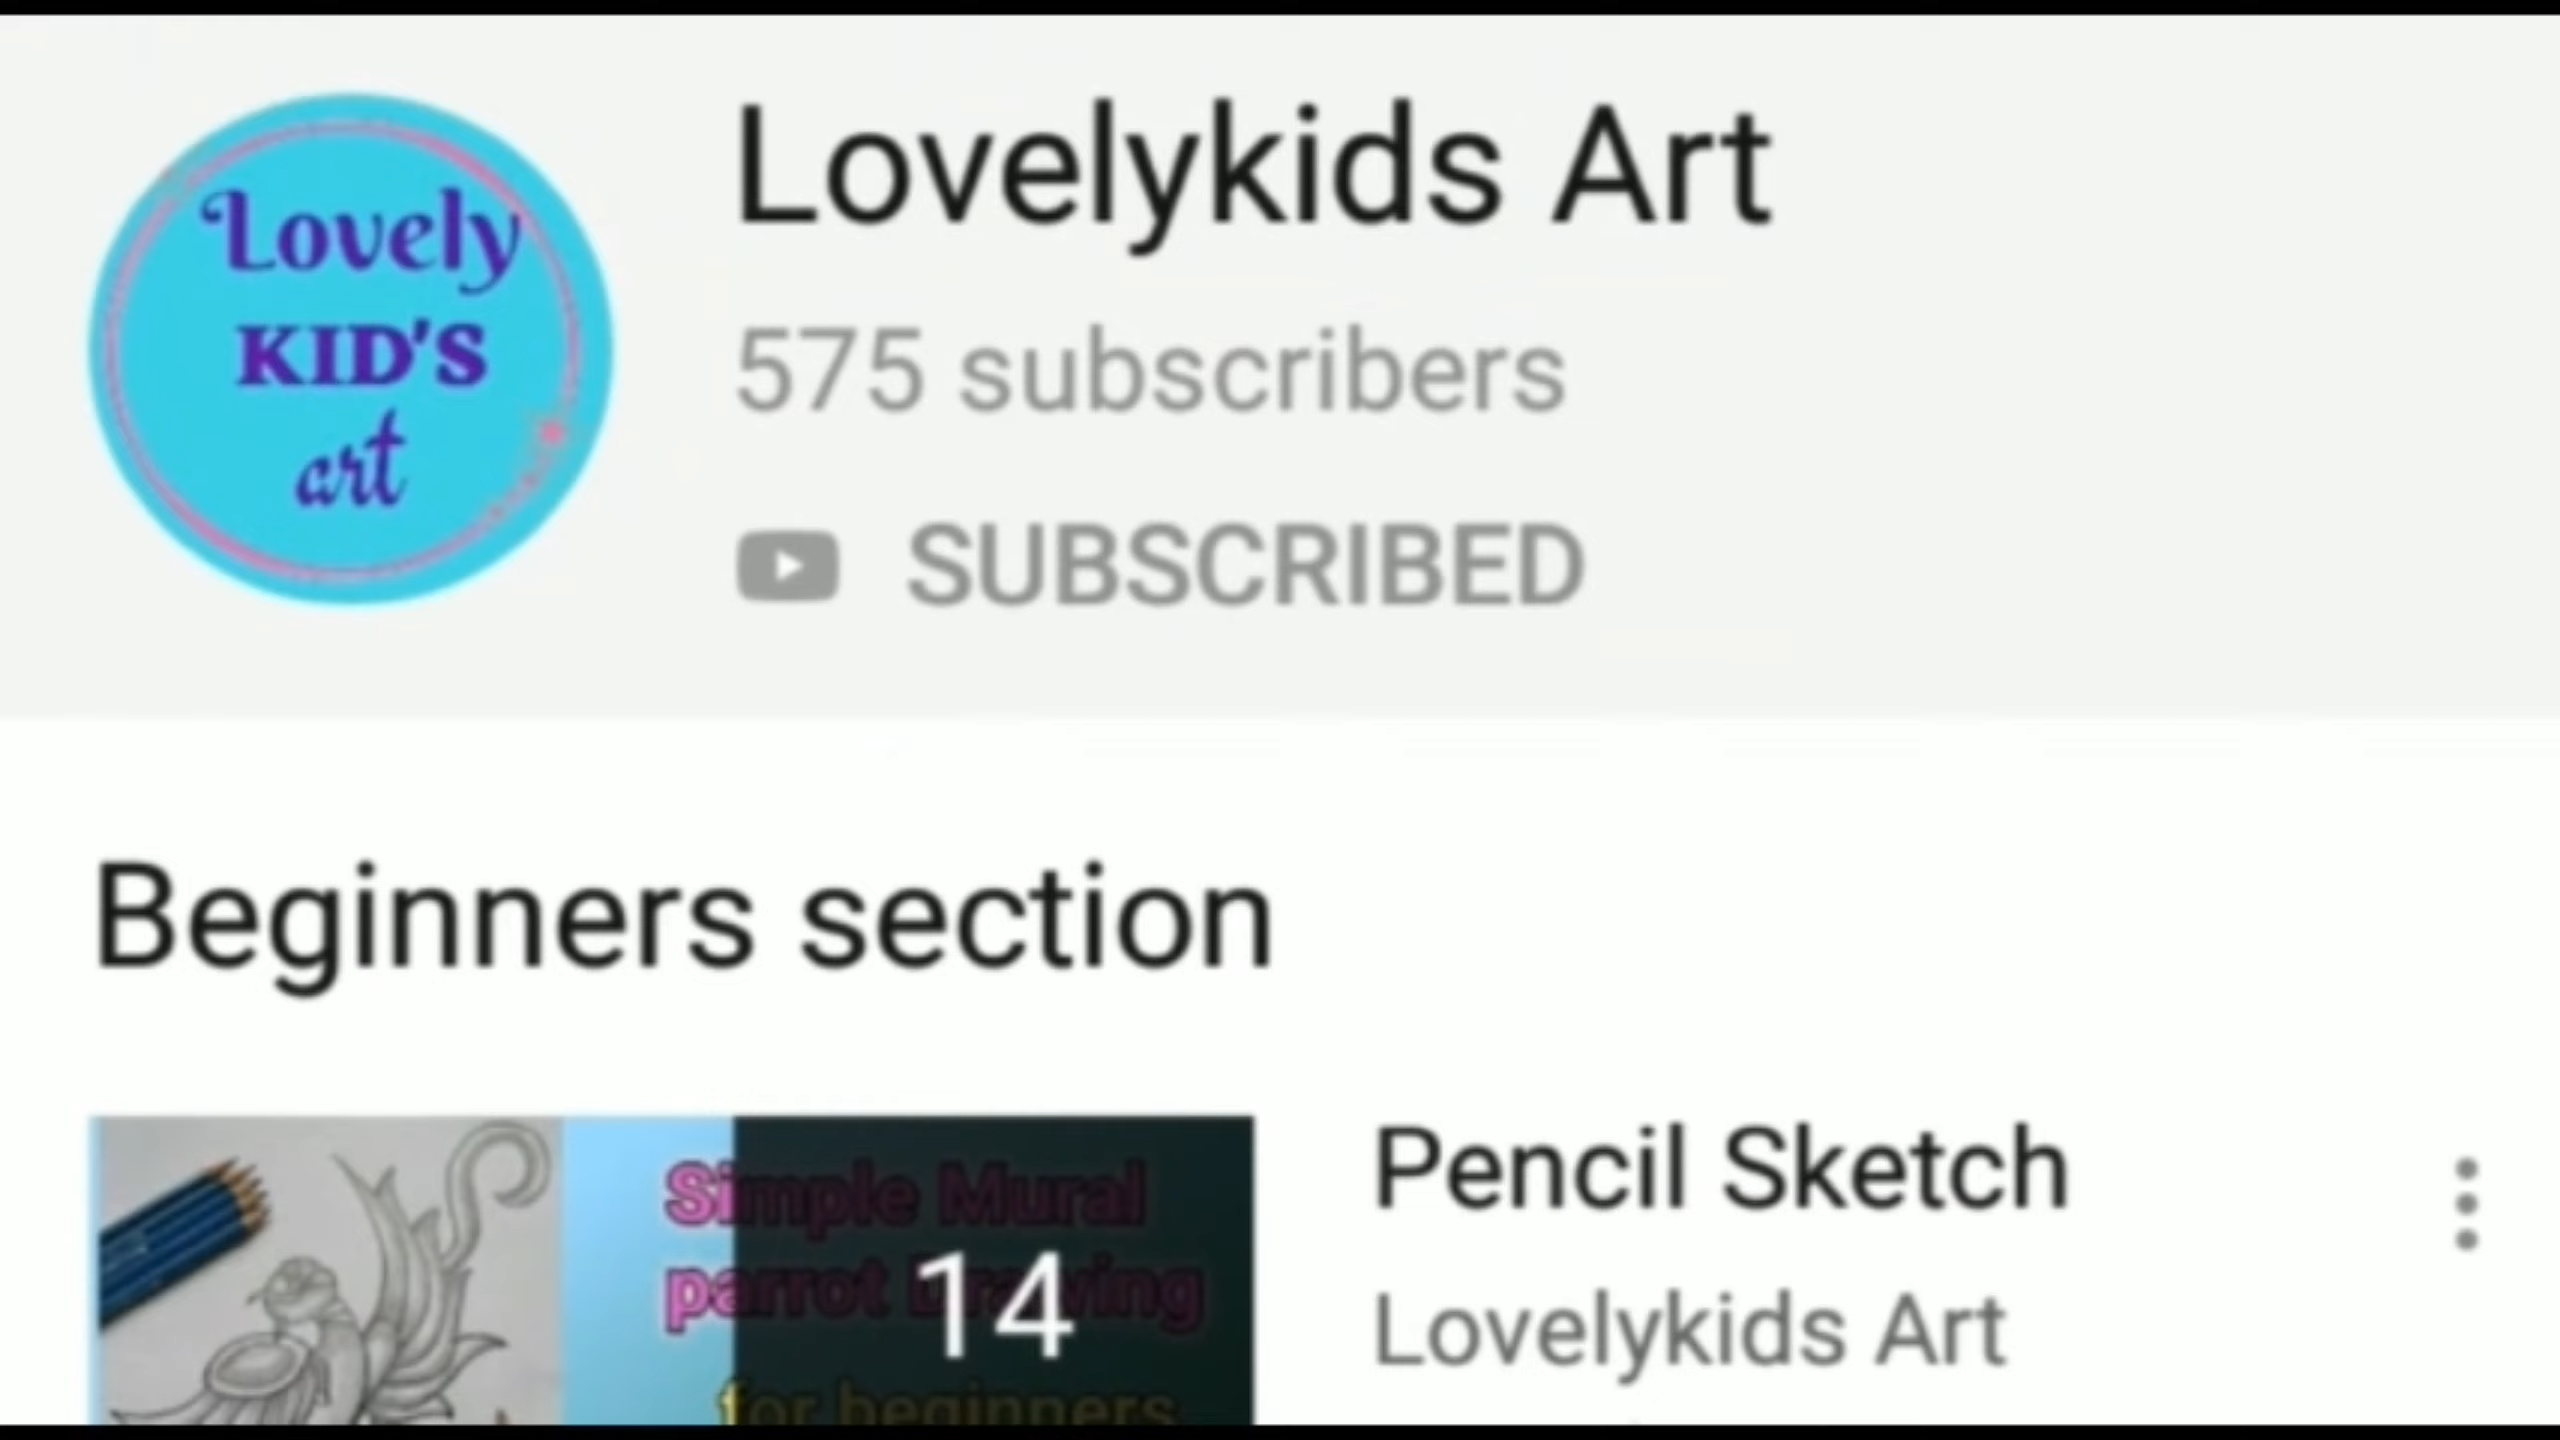 Lovely
KID'S
art
Lovelykids Art
575 subscribers
SUBSCRIBED
Beginners section
Simple Mural
parrot Drawing
for beginners
14
Pencil Sketch
Lovelykids Art